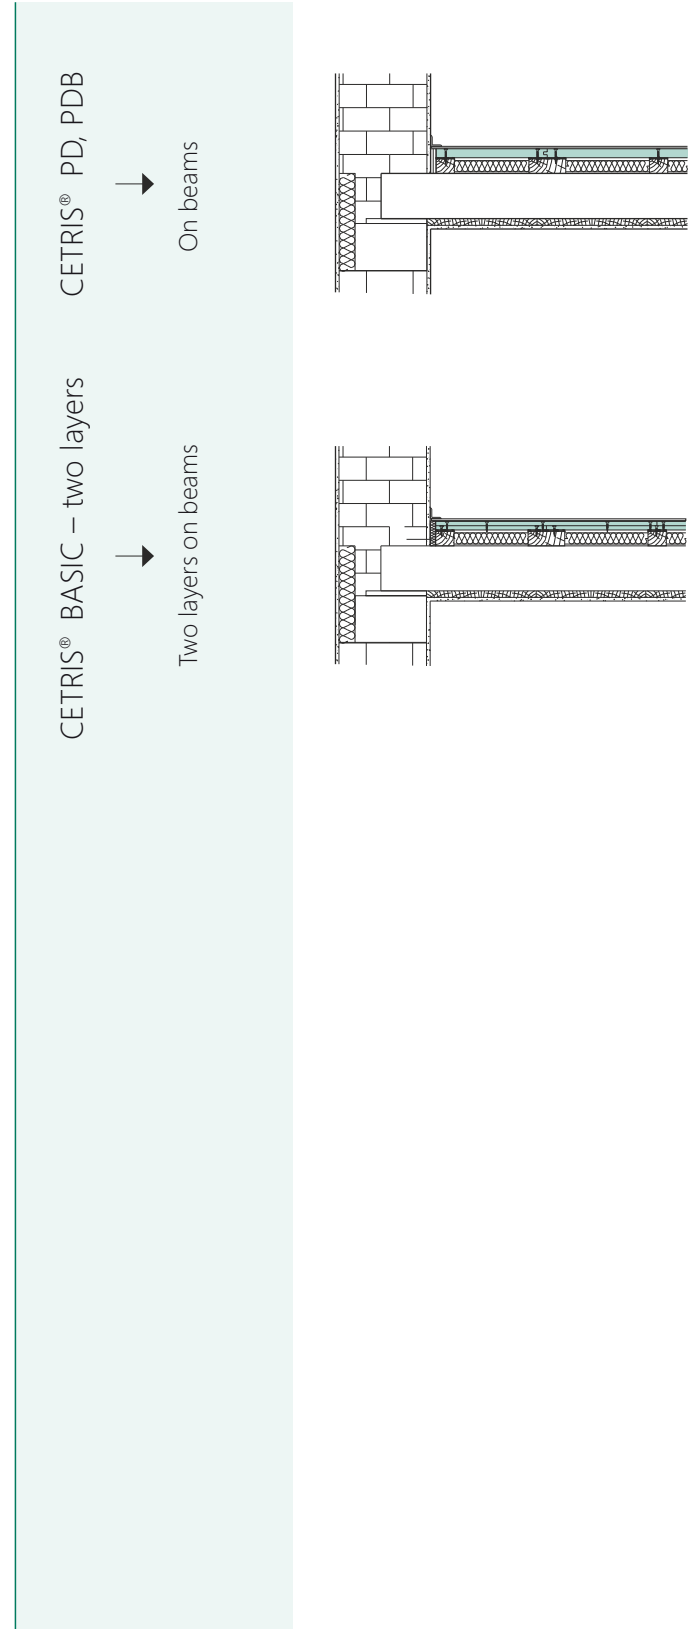 CETRIS® PD, PDB
On beams
CETRIS® BASIC – two layers
Two layers on beams